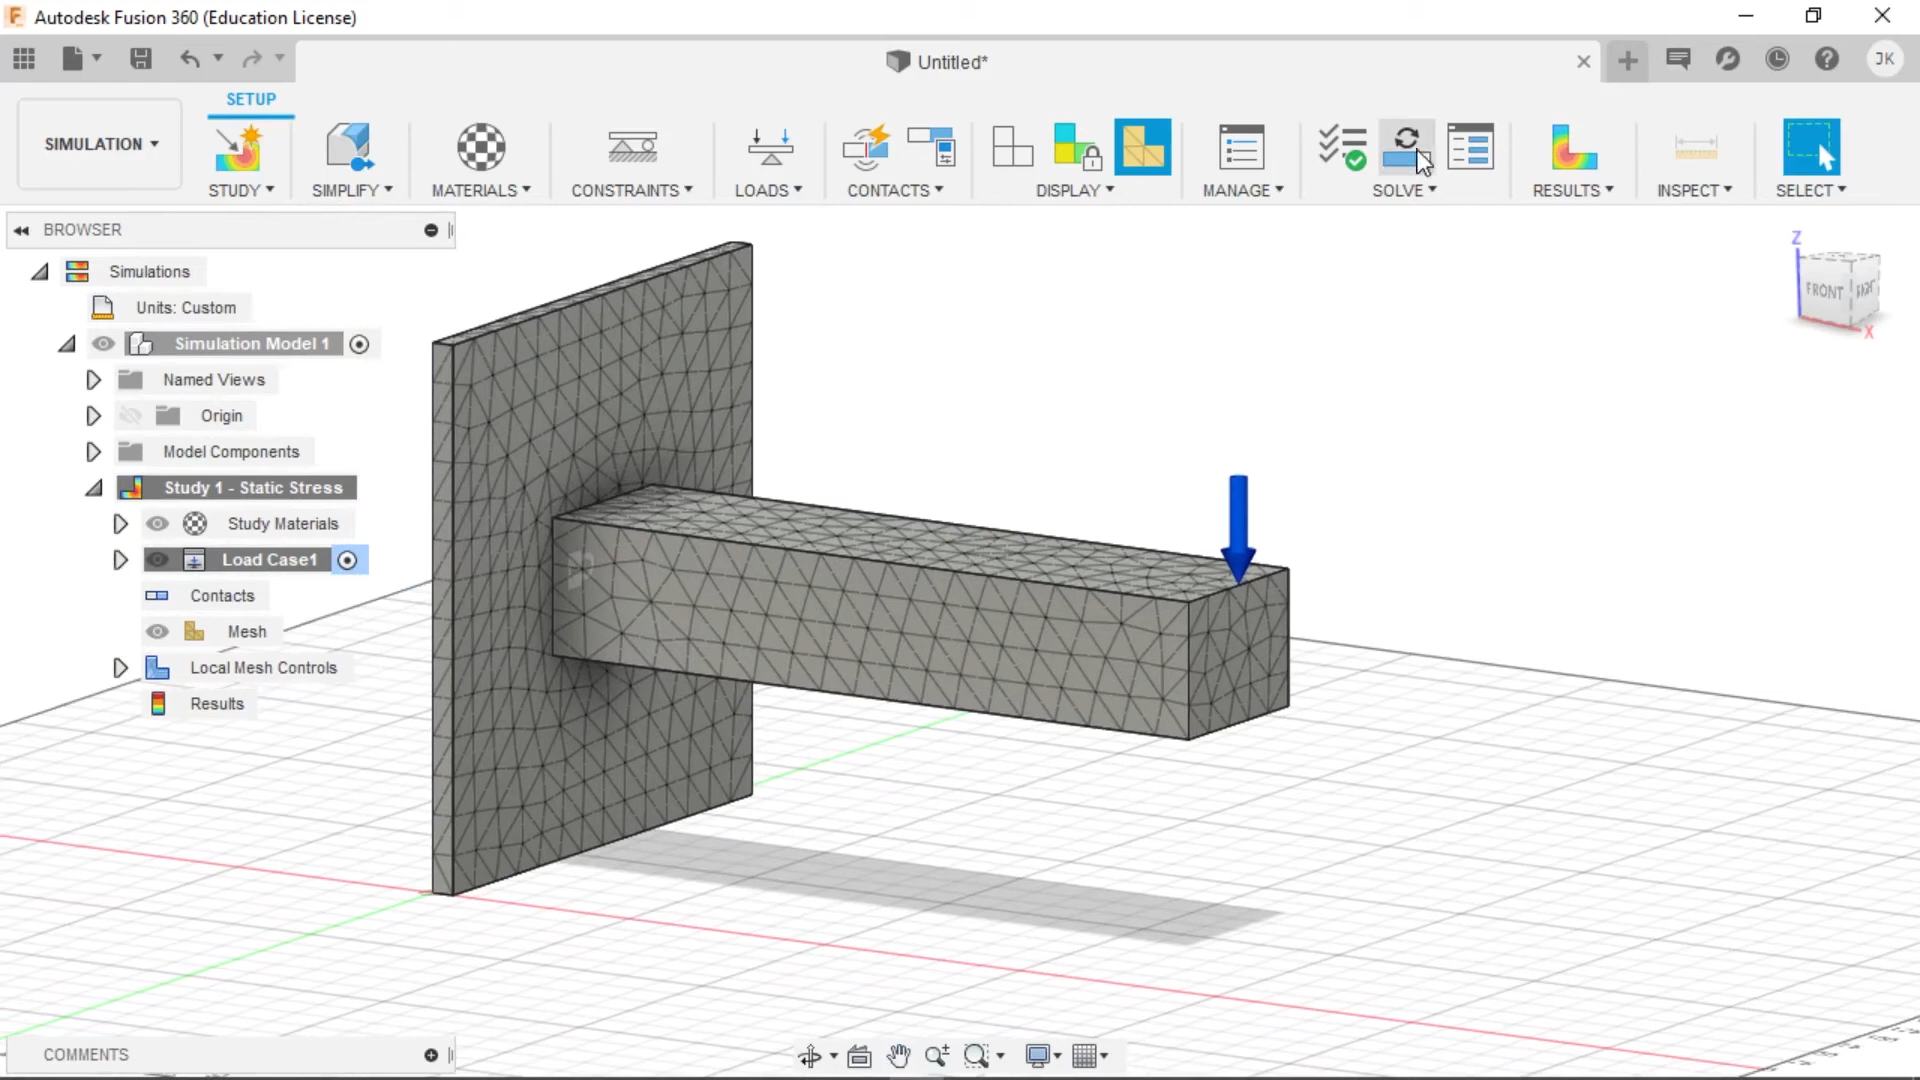 Autodesk Fusion 360 (Education License)
Untitled*
JK
SETUP
SIMULATION
STUDY
SIMPLIFY
MATERIALS
CONSTRAINTS
LOADS
CONTACTS
DISPLAY
MANAGE
SOLVE
RESULTS
INSPECT
SELECT
BROWSER
Simulations
Units: Custom
Simulation Model 1
Named Views
Origin
Model Components
Study 1 - Static Stress
Study Materials
Load Case1
Contacts
Mesh
Local Mesh Controls
Results
Z
FRONT
RIGHT
X
COMMENTS